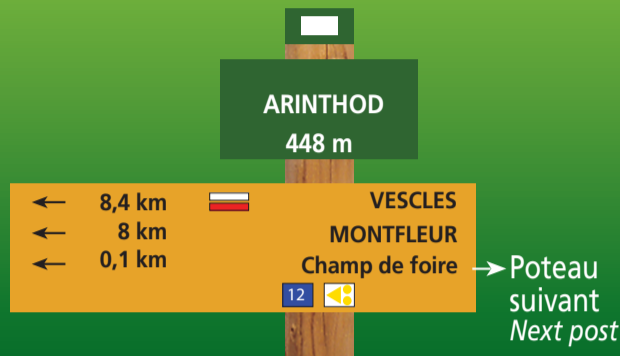 ARINTHOD
448 m
8,4 km VESCLES
8 km MONTFLEUR
0,1 km Champ de foire
12
Poteau
suivant
Next post